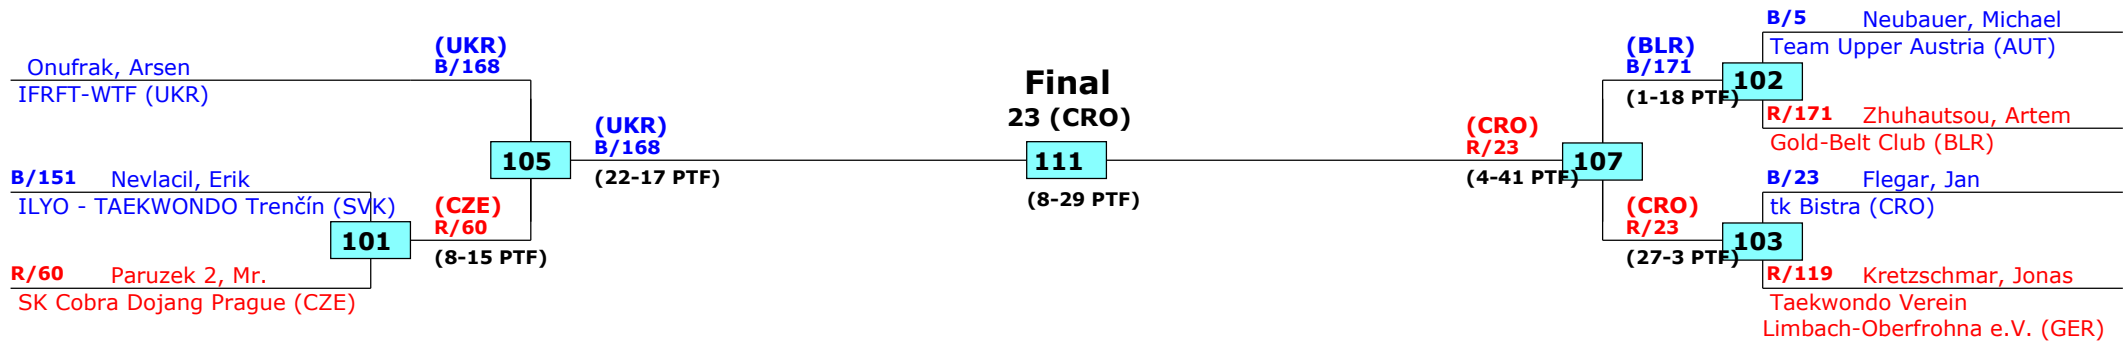 Onufrak, Arsen
IFRFT-WTF (UKR)
(UKR)
B/168
B/151 Nevlacil, Erik
ILYO - TAEKWONDO Trenčín (SVK)
101
R/60 Paruzek 2, Mr.
SK Cobra Dojang Prague (CZE)
(CZE)
R/60
(8-15 PTF)
105
(UKR)
B/168
(22-17 PTF)
Final
23 (CRO)
111
(8-29 PTF)
(CRO)
R/23
(4-41 PTF)
107
(BLR)
B/171
(1-18 PTF)
102
(CRO)
R/23
(27-3 PTF)
103
B/5 Neubauer, Michael
Team Upper Austria (AUT)
R/171 Zhuhautsou, Artem
Gold-Belt Club (BLR)
B/23 Flegar, Jan
tk Bistra (CRO)
R/119 Kretzschmar, Jonas
Taekwondo Verein
Limbach-Oberfrohna e.V. (GER)